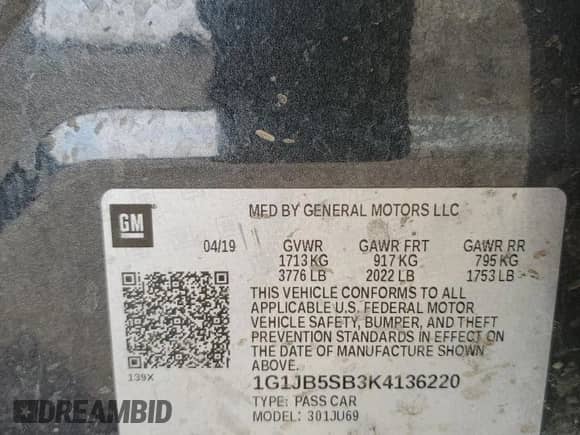 GM
MFD BY GENERAL MOTORS LLC
04/19 GVWR GAWR FRT GAWR RR
1713 KG 917 KG 795 KG
3776 LB 2022 LB 1753 LB
THIS VEHICLE CONFORMS TO ALL
APPLICABLE U.S. FEDERAL MOTOR
VEHICLE SAFETY, BUMPER, AND THEFT
PREVENTION STANDARDS IN EFFECT ON
THE DATE OF MANUFACTURE SHOWN
ABOVE.
139X
1G1JB5SB3K4136220
TYPE: PASS CAR
MODEL: 301JU69
DREAMBID